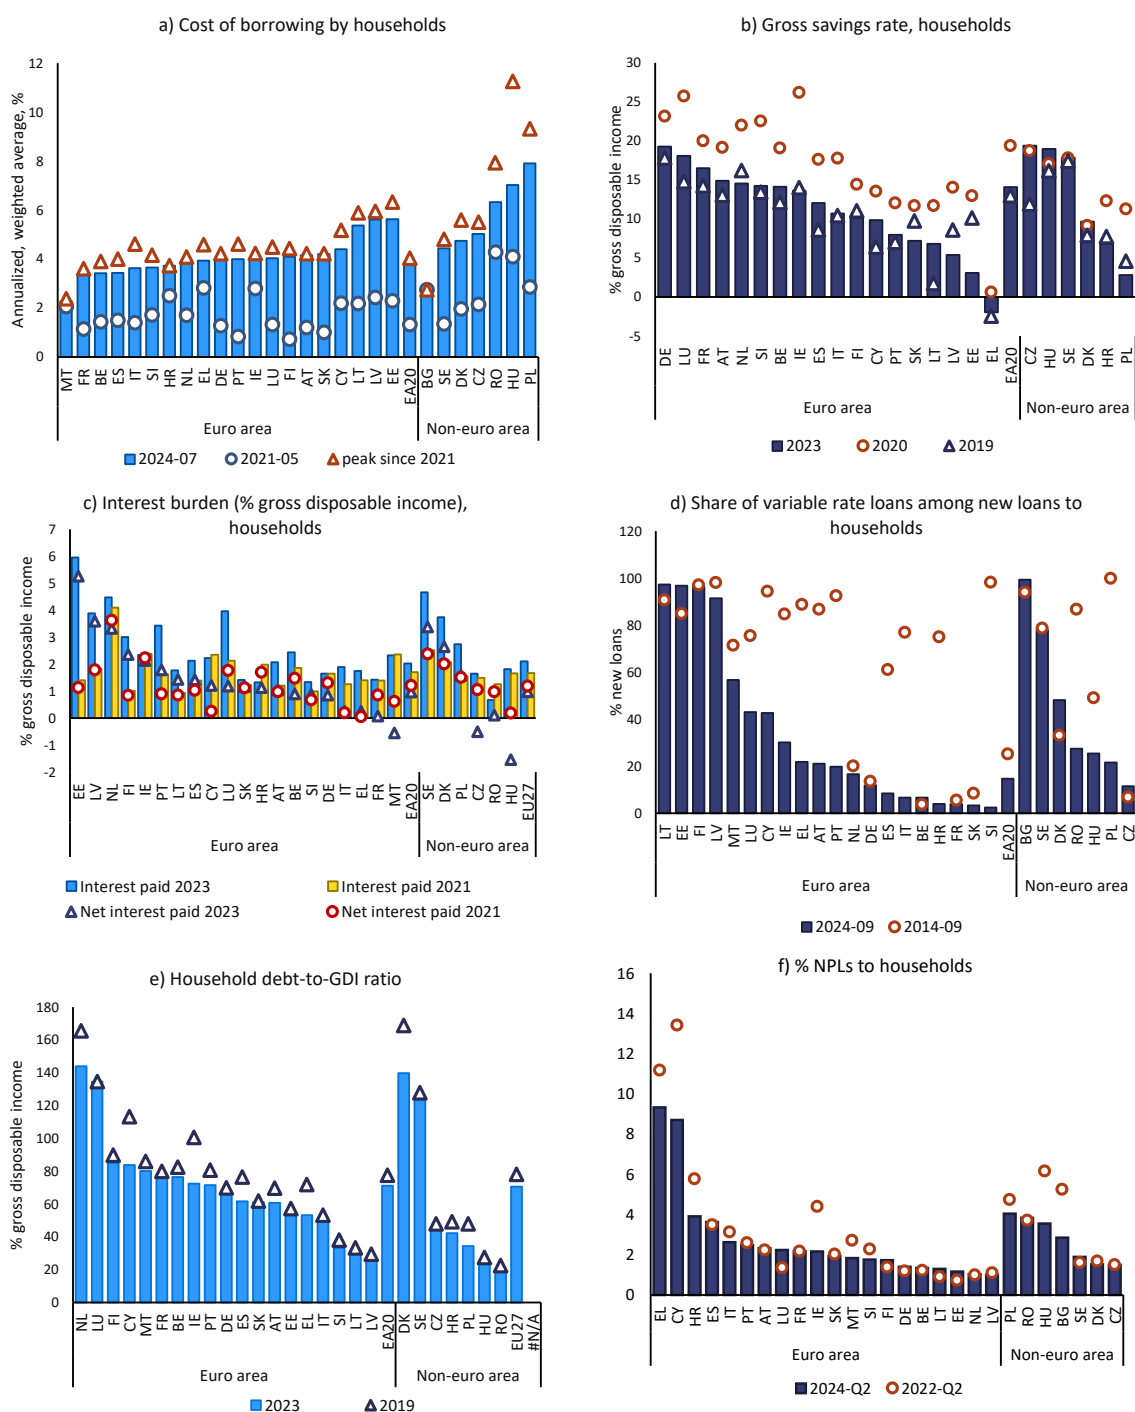 a) Cost of borrowing by households
Annualized, weighted average, %
12
10
8
6
4
2
0
MT FR BE ES IT SI HR NL EL DE PT IE LU FI AT SK CY LT LV EE EA20 BG SE DK CZ RO HU PL
Euro area Non-euro area
2024-07 2021-05 peak since 2021
b) Gross savings rate, households
% gross disposable income
30
25
20
15
10
5
0
-5
DE LU FR AT NL SI BE IE ES IT FI CY PT SK LT LV EE EL EA20 CZ HU SE DK HR PL
Euro area Non-euro area
2023 2020 2019
c) Interest burden (% gross disposable income),
households
% gross disposable income
7
6
5
4
3
2
1
0
-1
-2
EE LV NL FI IE PT LT ES CY LU SK HR AT BE SI DE IT EL FR MT EA20 SE DK PL CZ RO HU EU27
Euro area Non-euro area
Interest paid 2023 Interest paid 2021
Net interest paid 2023 Net interest paid 2021
d) Share of variable rate loans among new loans to
households
% new loans
120
100
80
60
40
20
0
LT EE FI LV MT LU CY IE EL AT PT NL DE ES IT BE HR FR SK SI EA20 BG SE DK RO HU PL CZ
Euro area Non-euro area
2024-09 2014-09
e) Household debt-to-GDI ratio
% gross disposable income
180
160
140
120
100
80
60
40
20
0
NL LU FI CY MT FR BE IE PT DE ES SK AT EE EL IT SI LT LV EA20 DK SE CZ HR PL HU RO EU27 #N/A
Euro area Non-euro area
2023 2019
f) % NPLs to households
16
14
12
10
8
6
4
2
0
EL CY HR ES IT PT AT LU FR IE SK MT SI FI DE BE LT EE NL LV PL RO HU BG SE DK CZ
Euro area Non-euro area
2024-Q2 2022-Q2